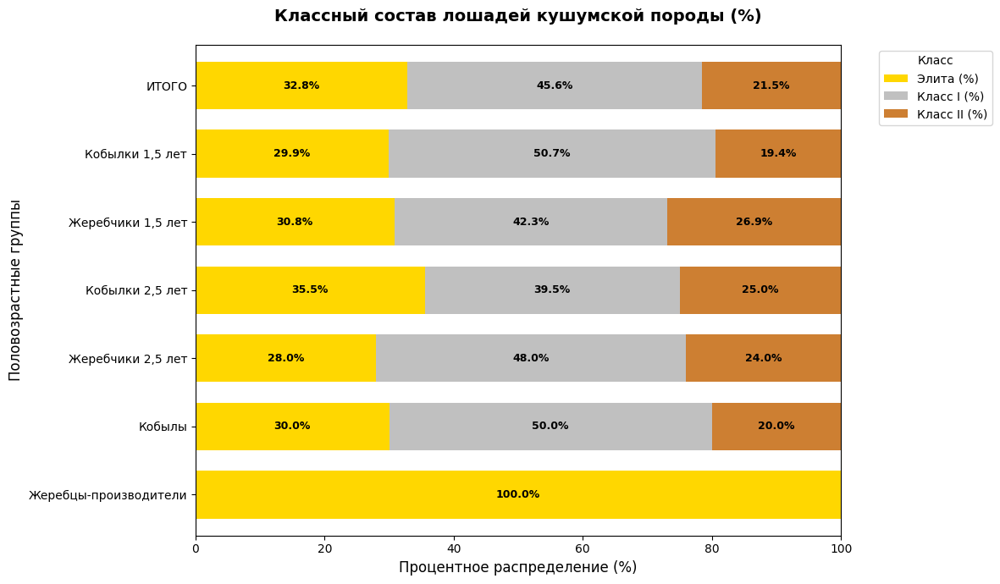 Классный состав лошадей кушумской породы (%)
Класс
Элита (%)
Класс I (%)
Класс II (%)
Половозрастные группы
ИТОГО 32.8% 45.6% 21.5%
Кобылки 1,5 лет 29.9% 50.7% 19.4%
Жеребчики 1,5 лет 30.8% 42.3% 26.9%
Кобылки 2,5 лет 35.5% 39.5% 25.0%
Жеребчики 2,5 лет 28.0% 48.0% 24.0%
Кобылы 30.0% 50.0% 20.0%
Жеребцы-производители 100.0%
0 20 40 60 80 100
Процентное распределение (%)